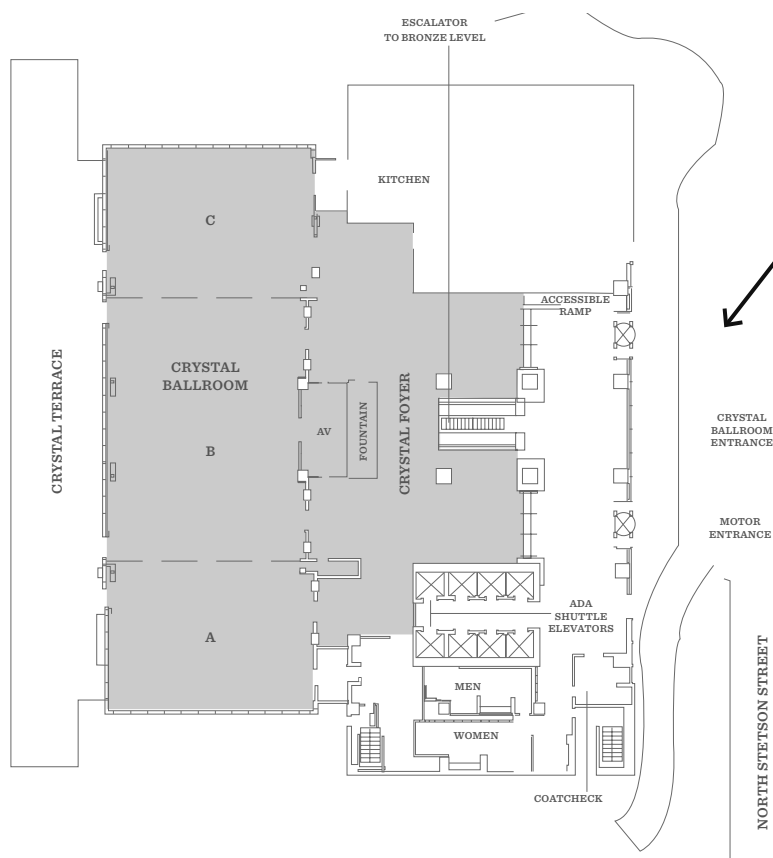 ESCALATOR
TO BRONZE LEVEL
KITCHEN
C
ACCESSIBLE
RAMP
CRYSTAL TERRACE
CRYSTAL
BALLROOM
CRYSTAL FOYER
FOUNTAIN
AV
B
CRYSTAL
BALLROOM
ENTRANCE
MOTOR
ENTRANCE
ADA
SHUTTLE
ELEVATORS
A
MEN
WOMEN
COATCHECK
NORTH STETSON STREET